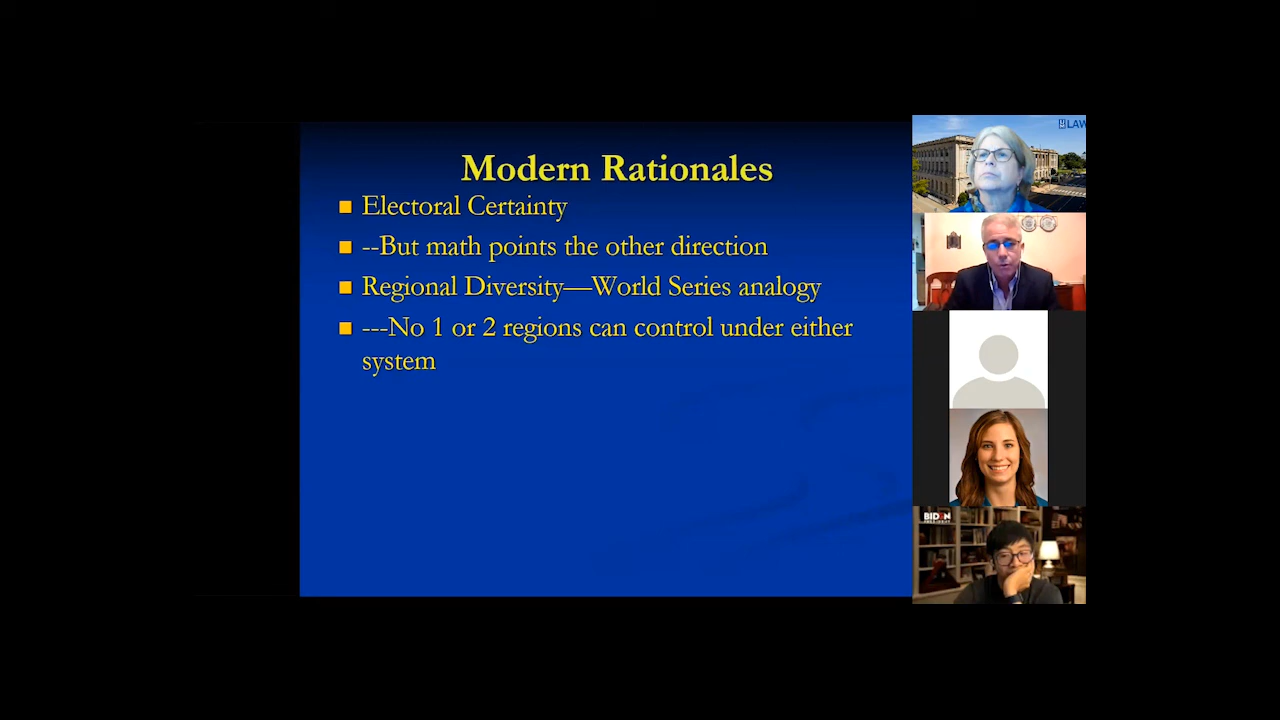 Modern Rationales
Electoral Certainty
--But math points the other direction
Regional Diversity—World Series analogy
---No 1 or 2 regions can control under either
system
LAW
BIDEN